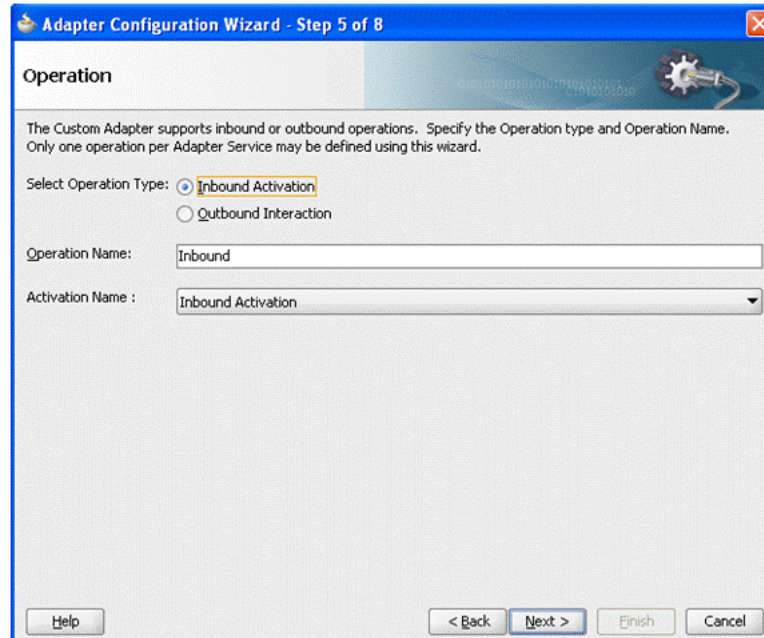 Adapter Configuration Wizard - Step 5 of 8
Operation
The Custom Adapter supports inbound or outbound operations. Specify the Operation type and Operation Name.
Only one operation per Adapter Service may be defined using this wizard.
Select Operation Type: Inbound Activation
Outbound Interaction
Operation Name: Inbound
Activation Name : Inbound Activation
Help < Back Next > Finish Cancel